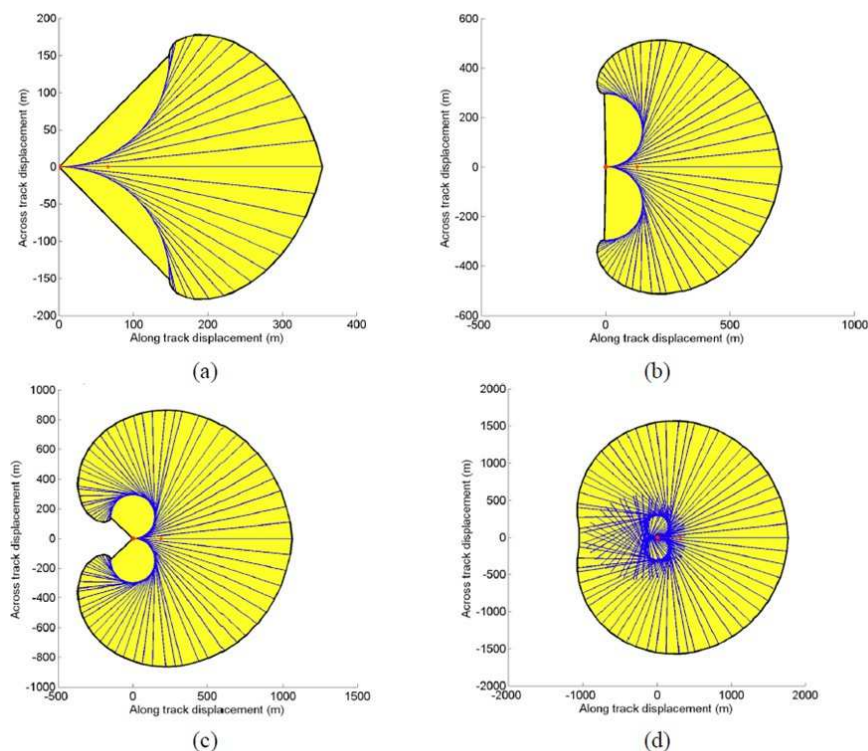 200
150
100
50
0
-50
-100
-150
-200
Across track displacement (m)
0 100 200 300 400
Along track displacement (m)
(a)
600
400
200
0
-200
-400
-600
Across track displacement (m)
-500 0 500 1000
Along track displacement (m)
(b)
1000
800
600
400
200
0
-200
-400
-600
-800
-1000
Across track displacement (m)
-500 0 500 1000 1500
Along track displacement (m)
(c)
2000
1500
1000
500
0
-500
-1000
-1500
-2000
Across track displacement (m)
-2000 -1000 0 1000 2000
Along track displacement (m)
(d)